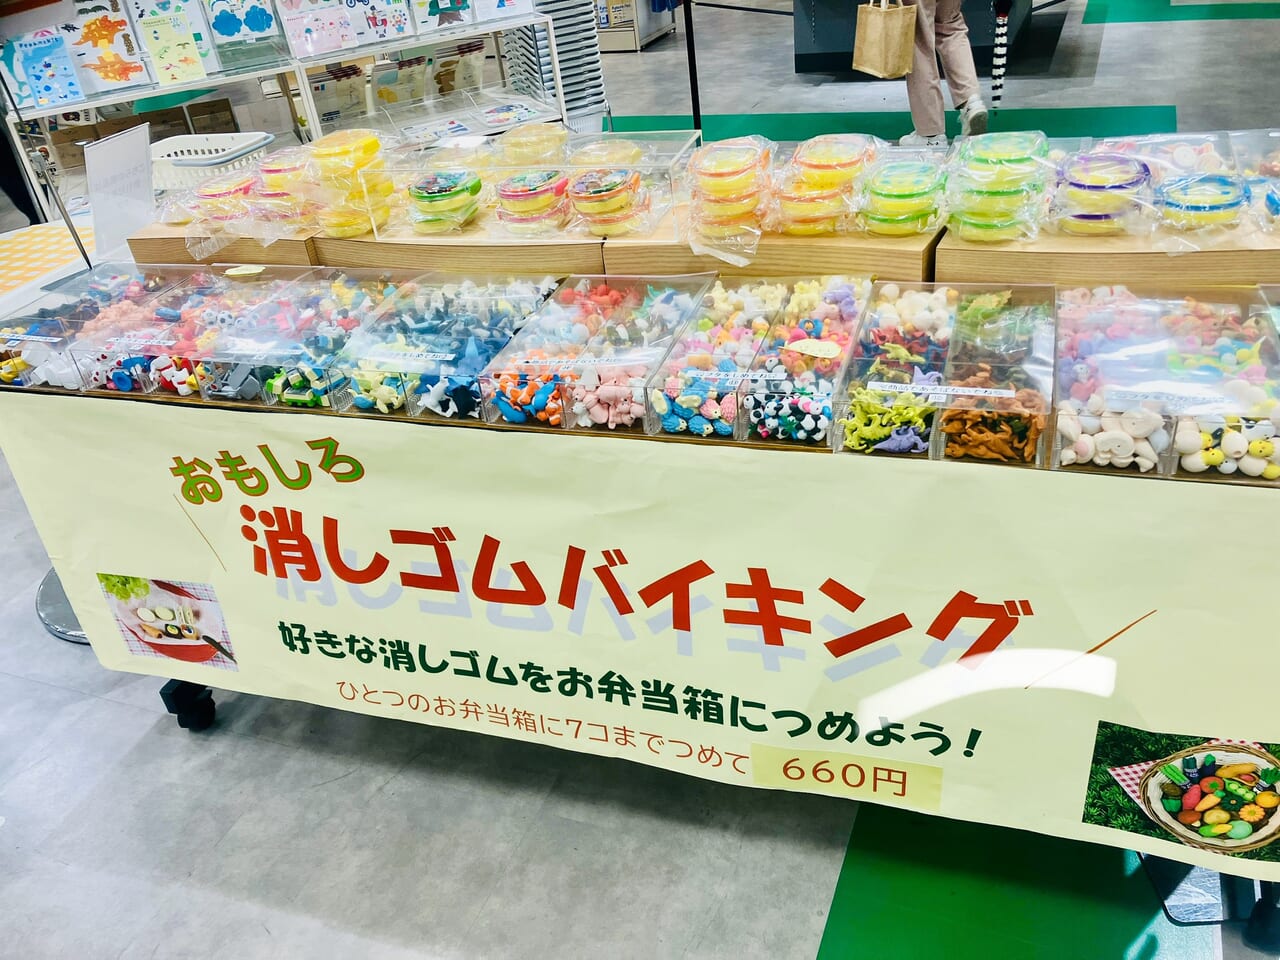 おもしろ
消しゴムバイキング
好きな消しゴムをお弁当箱につめよう!
ひとつのお弁当箱に7コまでつめて 660円